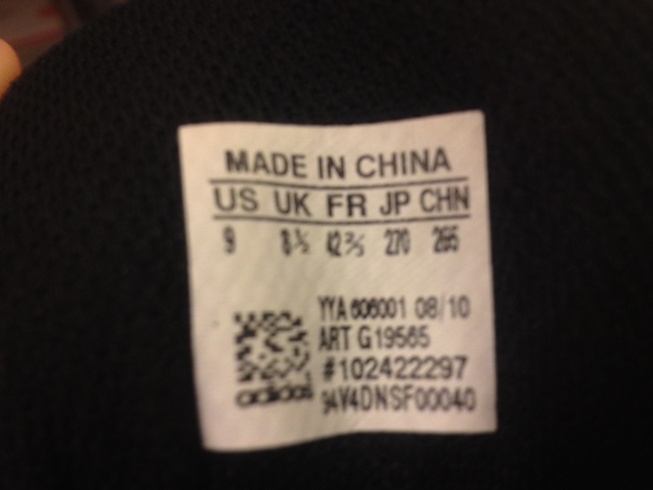 MADE IN CHINA
US UK FR JP CHN
9 8½ 42⅔ 270 265
YYA 606001 08/10
ART G19565
#102422297
94V4DNSF00040
adidas